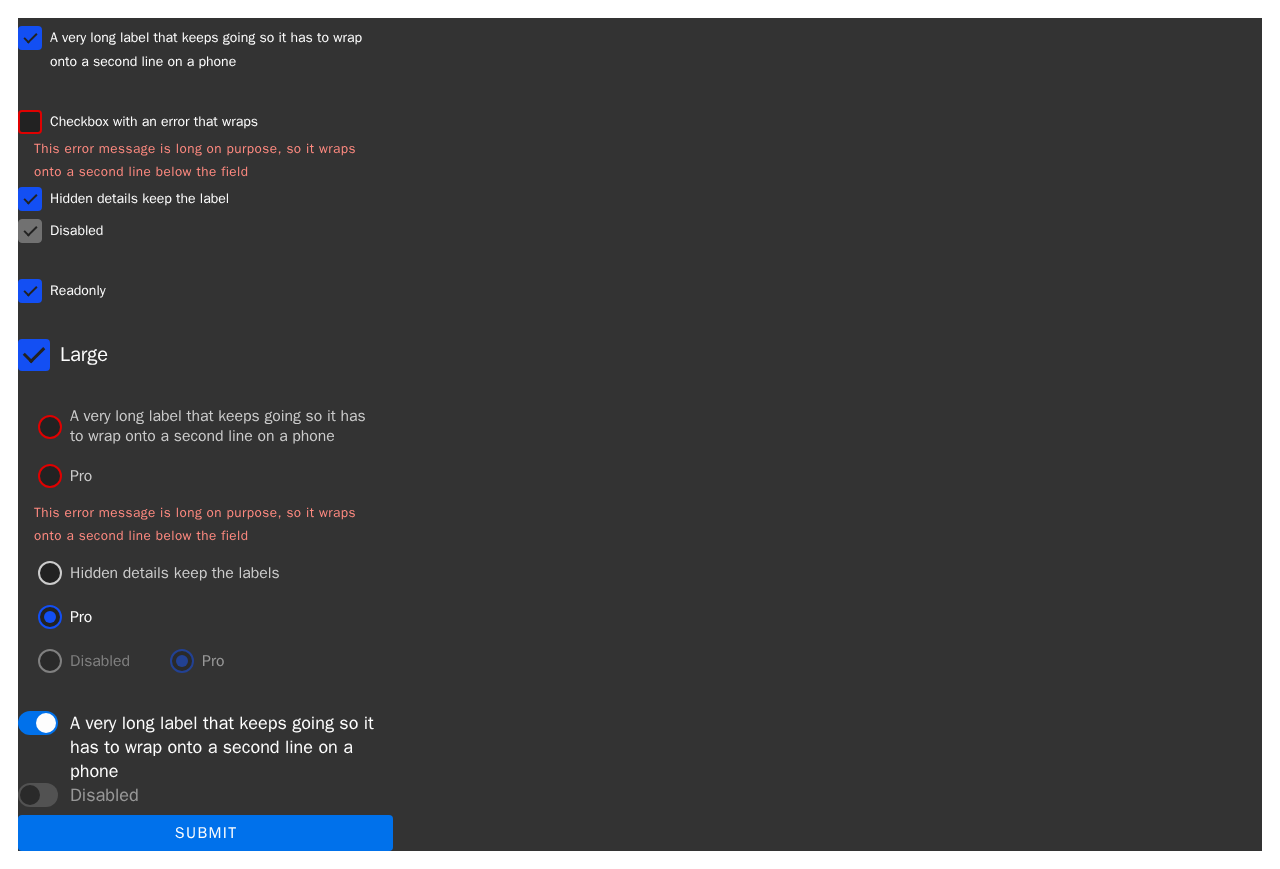 A very long label that keeps going so it has to wrap
onto a second line on a phone
Checkbox with an error that wraps
This error message is long on purpose, so it wraps
onto a second line below the field
Hidden details keep the label
Disabled
Readonly
Large
A very long label that keeps going so it has
to wrap onto a second line on a phone
Pro
This error message is long on purpose, so it wraps
onto a second line below the field
Hidden details keep the labels
Pro
Disabled Pro
A very long label that keeps going so it
has to wrap onto a second line on a
phone
Disabled
SUBMIT